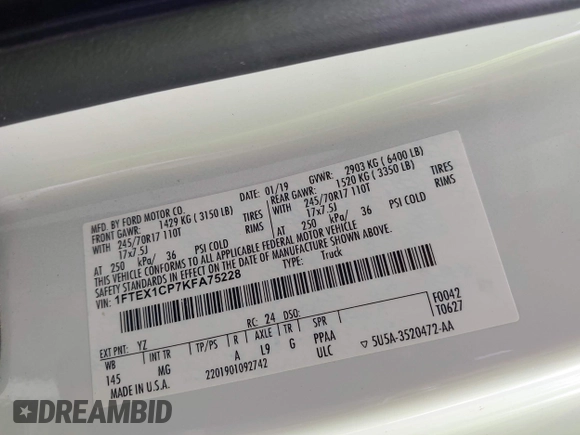 MFD. BY FORD MOTOR CO.
01/19 GVWR: 2903 KG ( 6400 LB)
FRONT GAWR: 1429 KG ( 3150 LB) REAR GAWR: 1520 KG ( 3350 LB)
WITH 245/70R17 110T TIRES WITH 245/70R17 110T TIRES
17x7.5J RIMS 17x7.5J RIMS
AT 250 kPa/ 36 PSI COLD AT 250 kPa/ 36 PSI COLD
THIS VEHICLE CONFORMS TO ALL APPLICABLE FEDERAL MOTOR VEHICLE
SAFETY STANDARDS IN EFFECT ON THE DATE OF MANUFACTURE SHOWN ABOVE.
VIN: 1FTEX1CP7KFA75228
TYPE: Truck
F0042
T0627
EXT PNT: YZ RC: 24 DSO:
WB INT TR TP/PS R AXLE TR SPR
145 MG A L9 G PPAA
ULC
5U5A-3520472-AA
MADE IN U.S.A. 2201901092742
DREAMBID